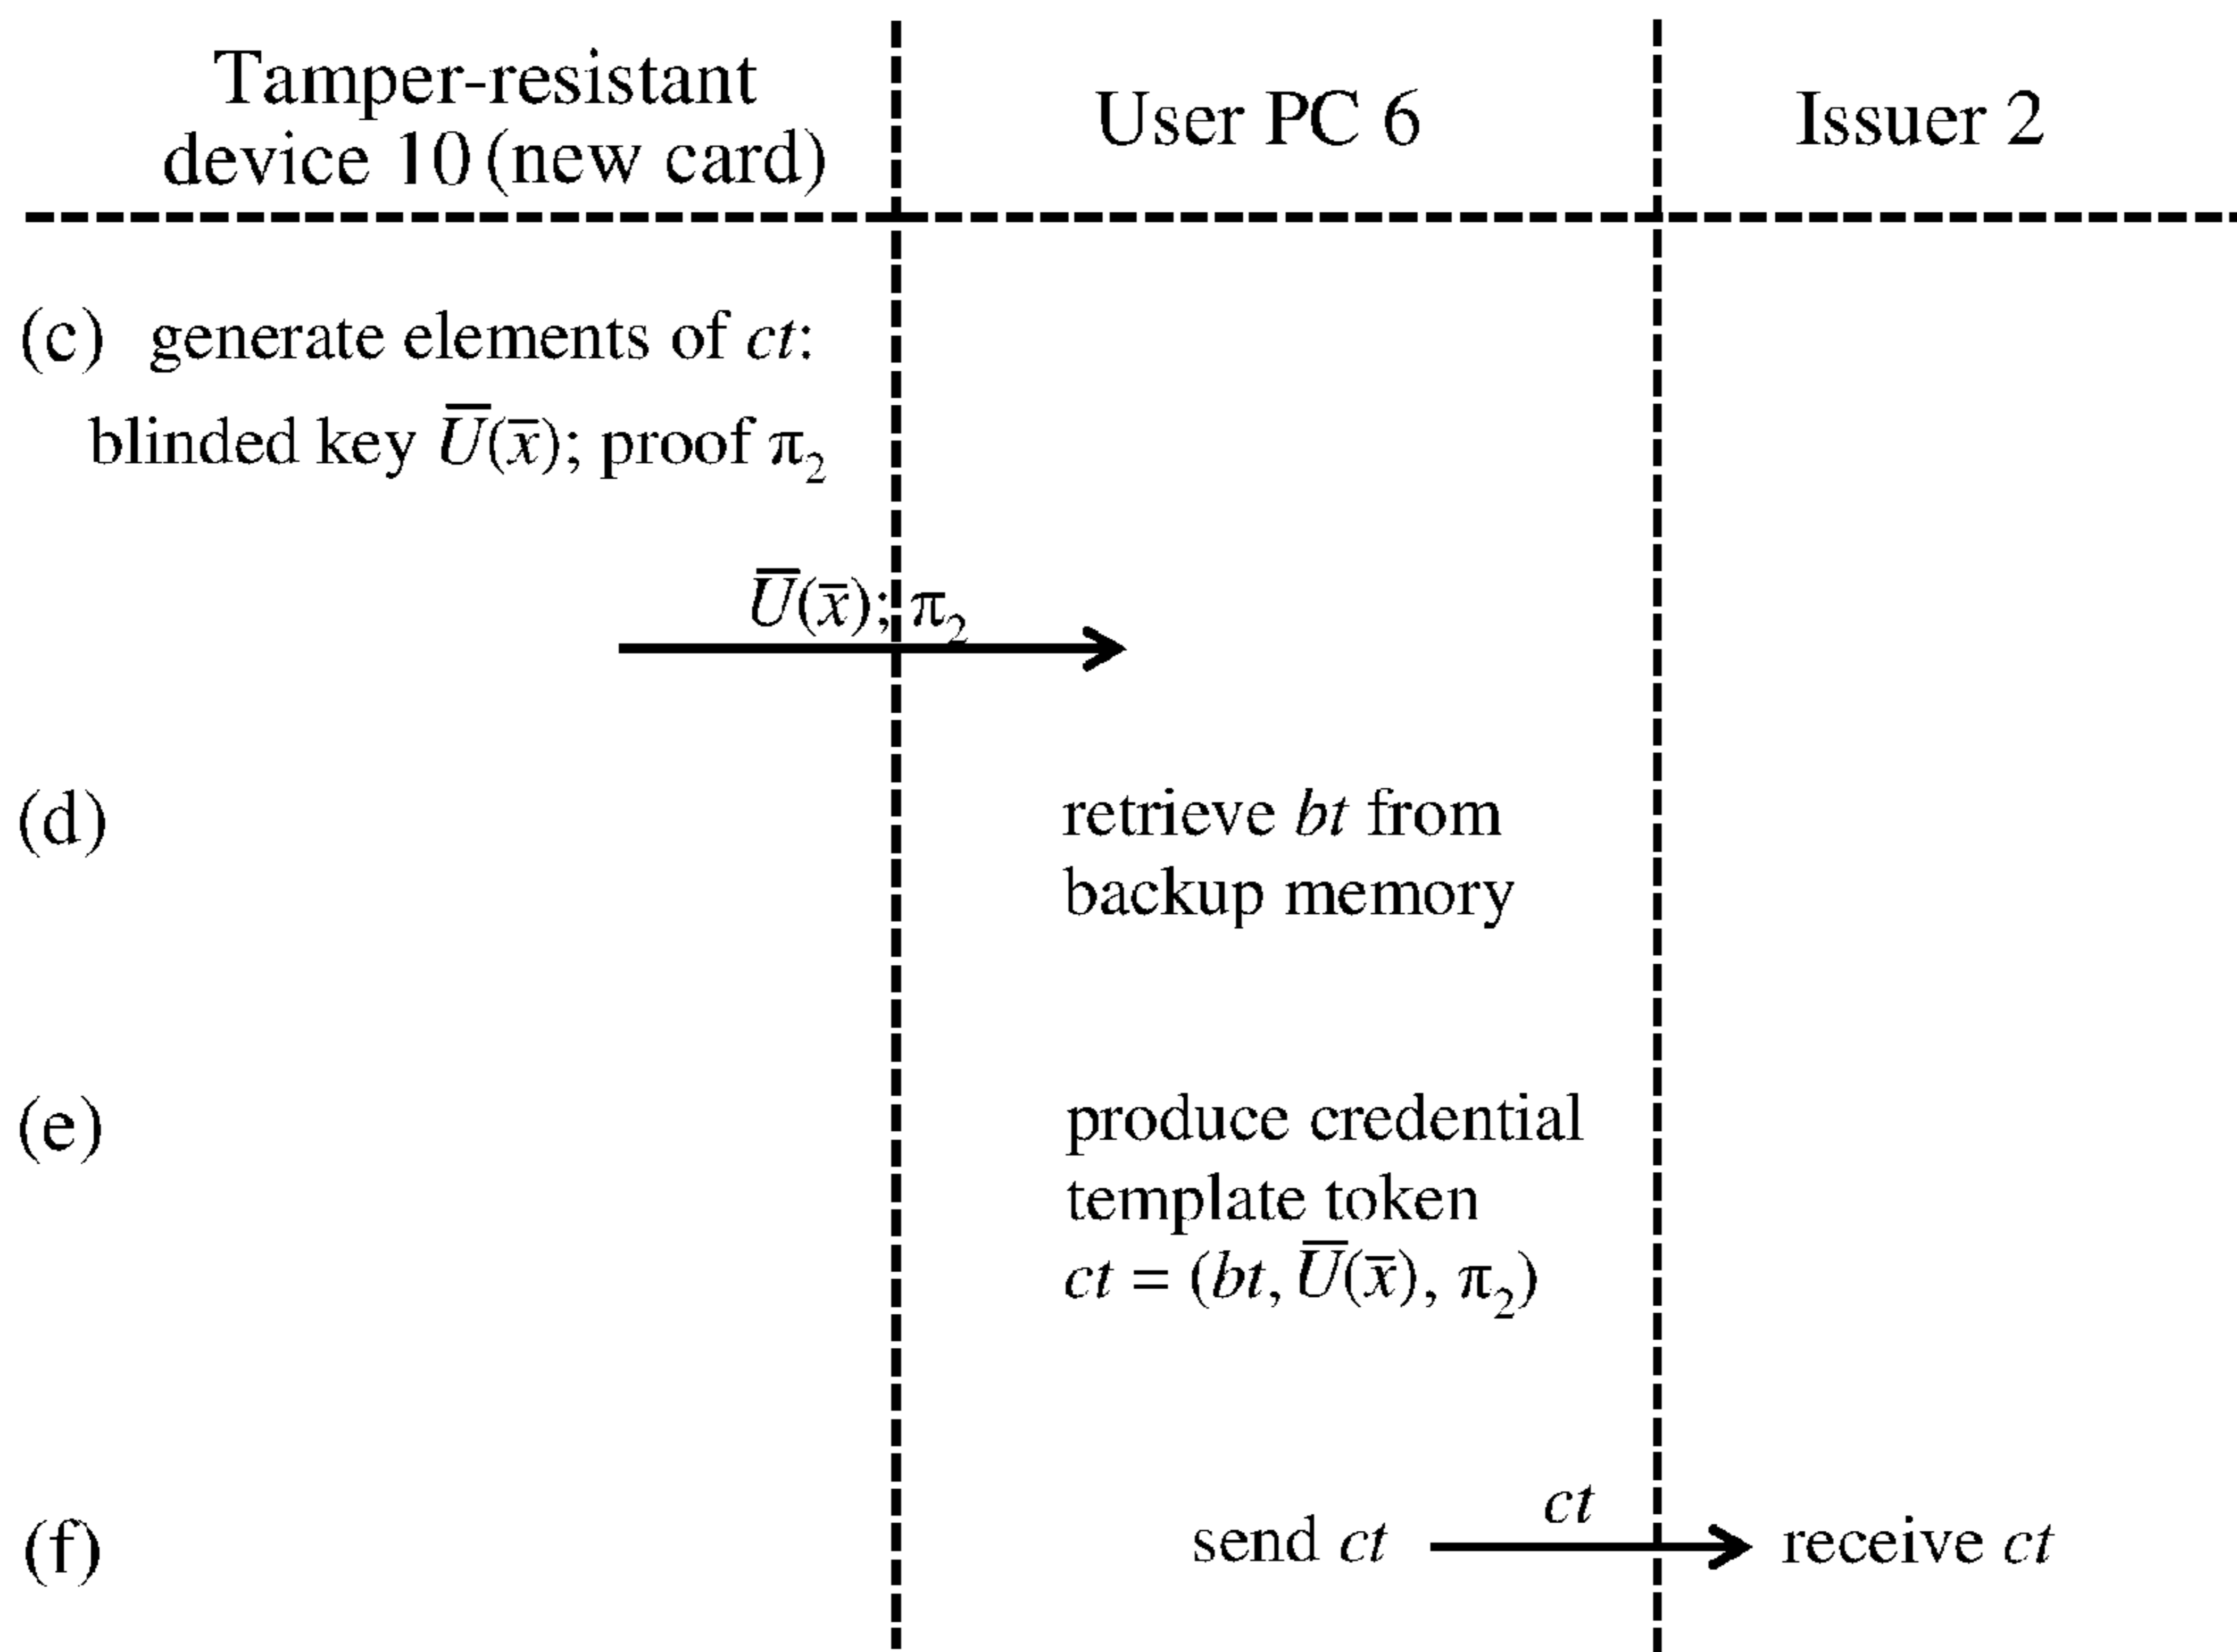 Tamper-resistant
device 10 (new card)
User PC 6
Issuer 2
(c) generate elements of ct:
blinded key U̅(x̅); proof π₂
U̅(x̅); π₂
(d)
retrieve bt from
backup memory
(e)
produce credential
template token
ct = (bt, U̅(x̅), π₂)
(f)
send ct
ct
receive ct